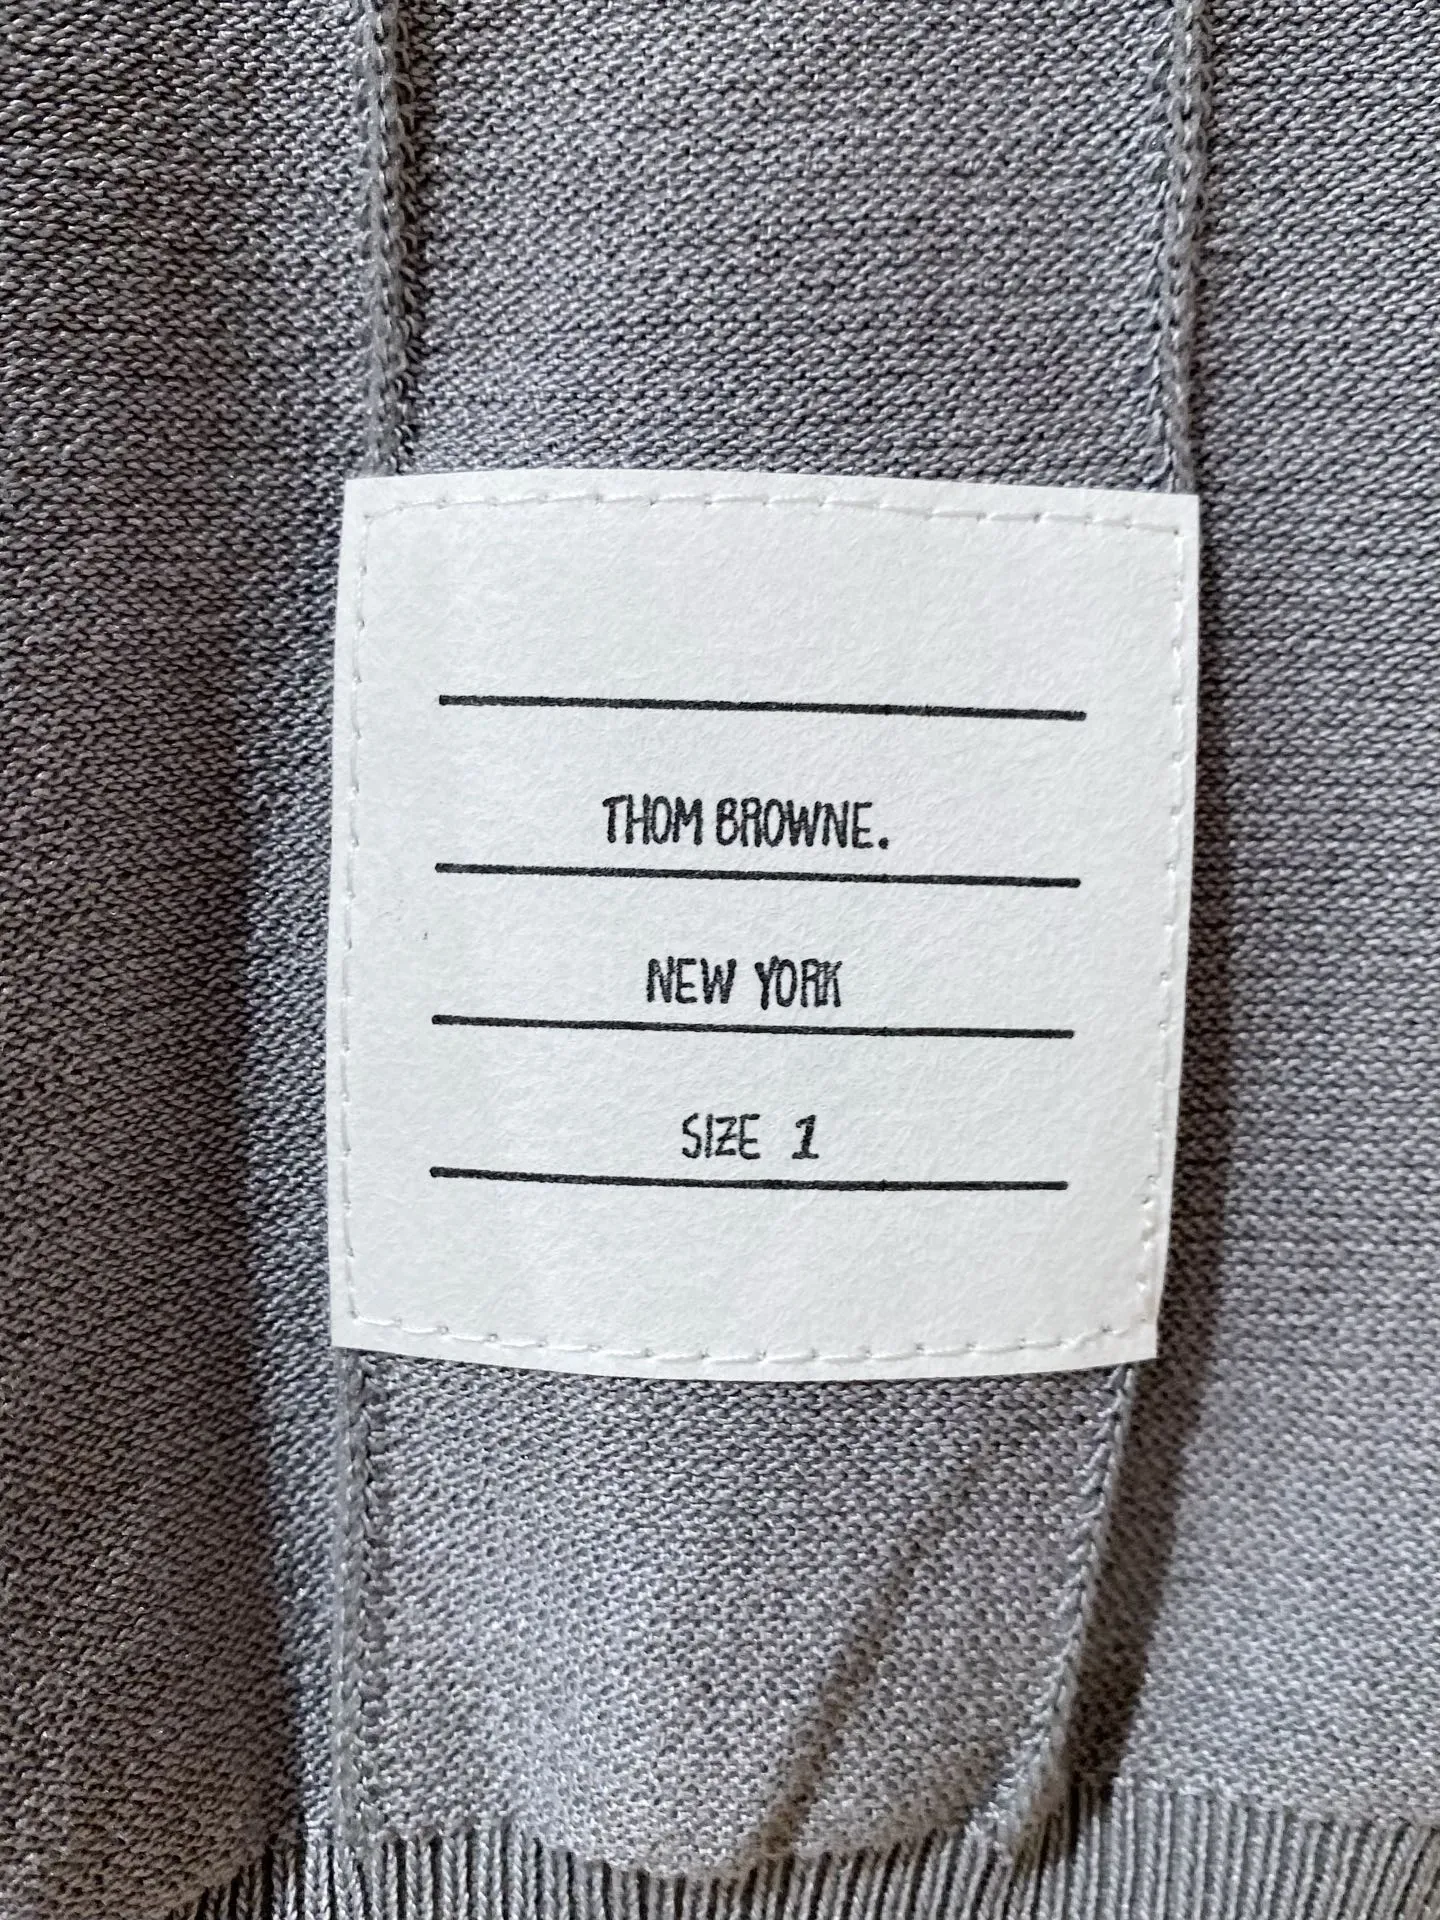 THOM BROWNE.
NEW YORK
SIZE 1